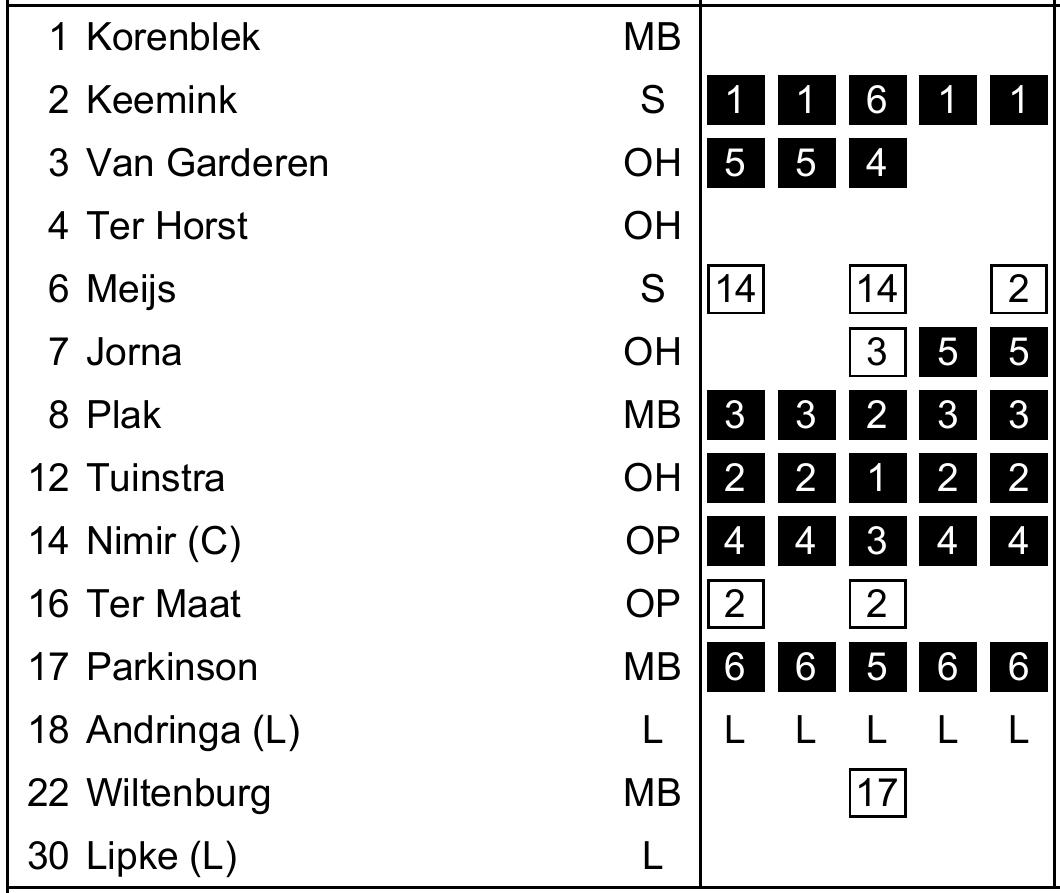 1 Korenblek MB
2 Keemink S 1 1 6 1 1
3 Van Garderen OH 5 5 4
4 Ter Horst OH
6 Meijs S 14 14 2
7 Jorna OH 3 5 5
8 Plak MB 3 3 2 3 3
12 Tuinstra OH 2 2 1 2 2
14 Nimir (C) OP 4 4 3 4 4
16 Ter Maat OP 2 2
17 Parkinson MB 6 6 5 6 6
18 Andringa (L) L L L L L L
22 Wiltenburg MB 17
30 Lipke (L) L